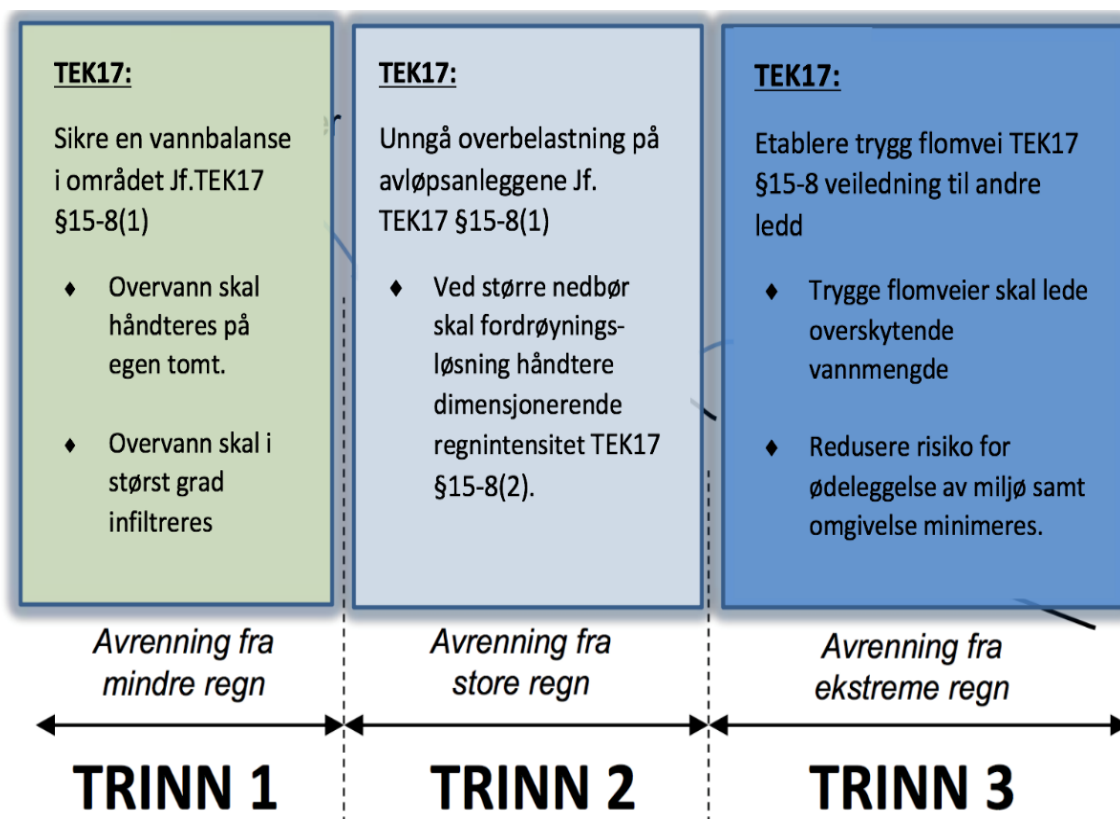 TEK17:
Sikre en vannbalanse
i området Jf.TEK17
§15-8(1)
♦ Overvann skal
håndteres på
egen tomt.
♦ Overvann skal i
størst grad
infiltreres
TEK17:
Unngå overbelastning på
avløpsanleggene Jf.
TEK17 §15-8(1)
♦ Ved større nedbør
skal fordrøynings-
løsning håndtere
dimensjonerende
regnintensitet TEK17
§15-8(2).
TEK17:
Etablere trygg flomvei TEK17
§15-8 veiledning til andre
ledd
♦ Trygge flomveier skal lede
overskytende
vannmengde
♦ Redusere risiko for
ødeleggelse av miljø samt
omgivelse minimeres.
Avrenning fra
mindre regn
Avrenning fra
store regn
Avrenning fra
ekstreme regn
TRINN 1
TRINN 2
TRINN 3